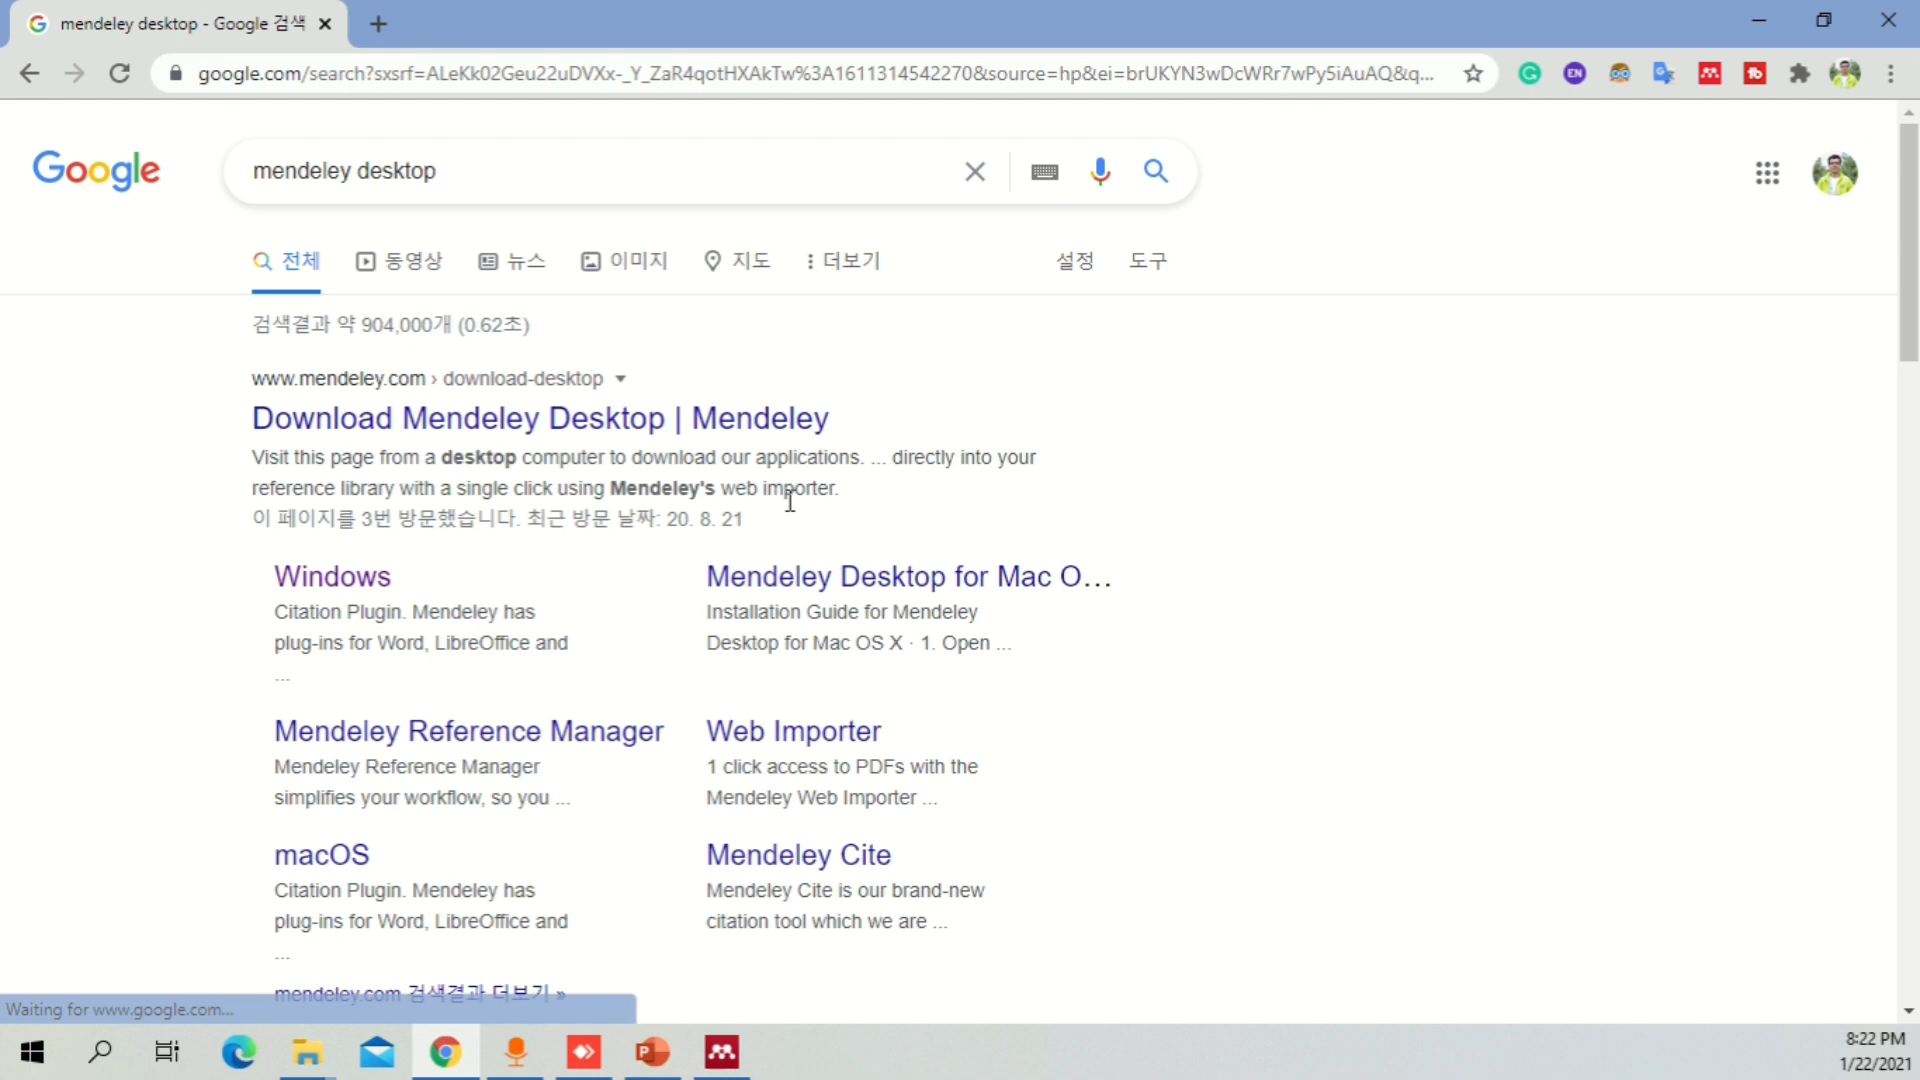 mendeley desktop - Google 검색
google.com/search?sxsrf=ALeKk02Geu22uDVXx-_Y_ZaR4qotHXAkTw%3A1611314542270&source=hp&ei=brUKYN3wDcWRr7wPy5iAuAQ&q...
EN
Google
mendeley desktop
전체 동영상 뉴스 이미지 지도 더보기 설정 도구
검색결과 약 904,000개 (0.62초)
www.mendeley.com › download-desktop
Download Mendeley Desktop | Mendeley
Visit this page from a desktop computer to download our applications. ... directly into your
reference library with a single click using Mendeley's web importer.
이 페이지를 3번 방문했습니다. 최근 방문 날짜: 20. 8. 21
Windows
Citation Plugin. Mendeley has
plug-ins for Word, LibreOffice and
...
Mendeley Desktop for Mac O...
Installation Guide for Mendeley
Desktop for Mac OS X · 1. Open ...
Mendeley Reference Manager
Mendeley Reference Manager
simplifies your workflow, so you ...
Web Importer
1 click access to PDFs with the
Mendeley Web Importer ...
macOS
Citation Plugin. Mendeley has
plug-ins for Word, LibreOffice and
...
Mendeley Cite
Mendeley Cite is our brand-new
citation tool which we are ...
mendeley.com 검색결과 더보기 »
Waiting for www.google.com...
8:22 PM
1/22/2021